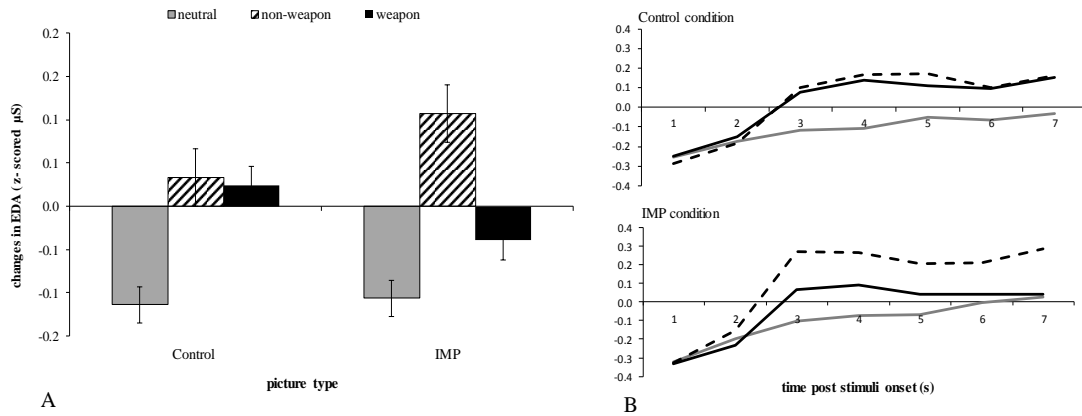 neutral non-weapon weapon
0.2
0.2
0.1
0.1
0.0
-0.1
-0.1
-0.2
changes in EDA ( z- scored μS)
Control IMP
picture type
A
Control condition
0.4
0.3
0.2
0.1
0.0
-0.1
-0.2
-0.3
-0.4
1 2 3 4 5 6 7
IMP condition
0.4
0.3
0.2
0.1
0.0
-0.1
-0.2
-0.3
-0.4
1 2 3 4 5 6 7
time post stimuli onset (s)
B